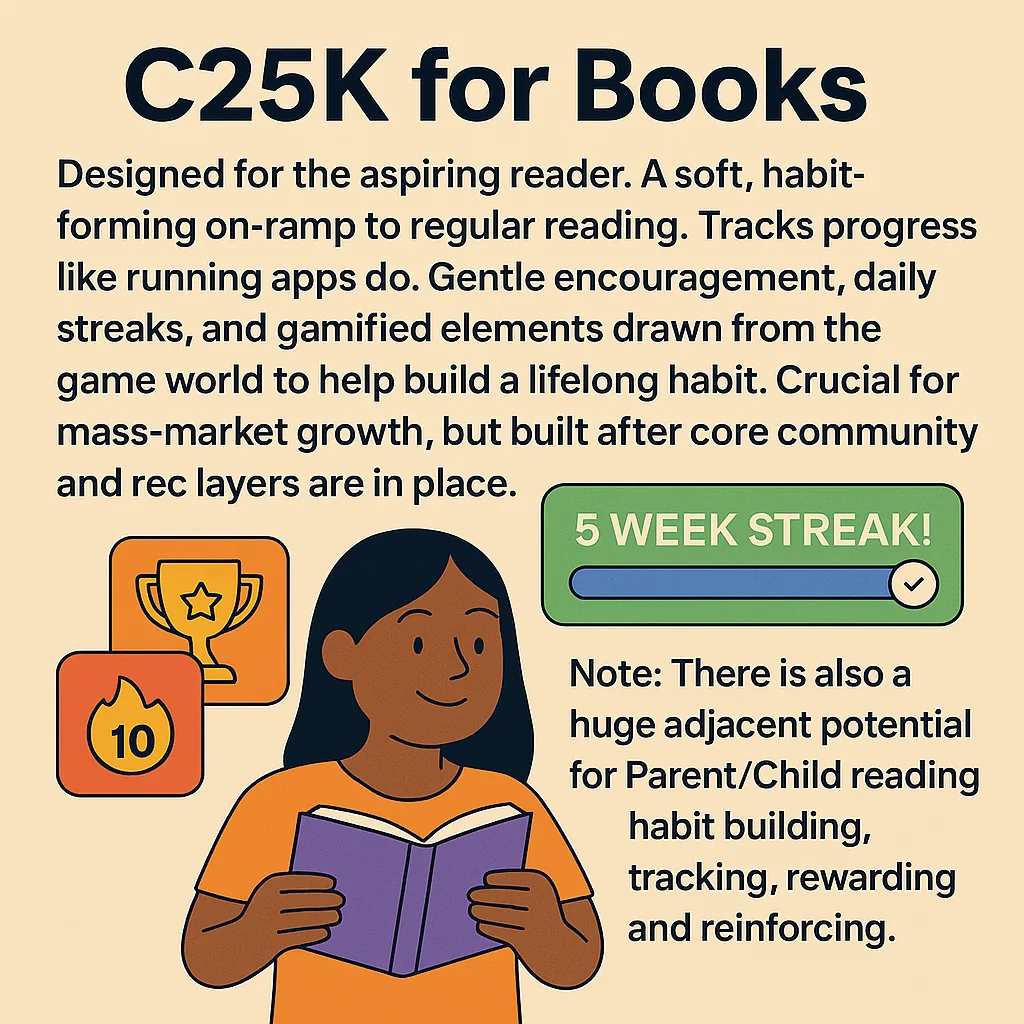 C25K for Books
Designed for the aspiring reader. A soft, habit-
forming on-ramp to regular reading. Tracks progress
like running apps do. Gentle encouragement, daily
streaks, and gamified elements drawn from the
game world to help build a lifelong habit. Crucial for
mass-market growth, but built after core community
and rec layers are in place.
5 WEEK STREAK!
10
Note: There is also a
huge adjacent potential
for Parent/Child reading
habit building,
tracking, rewarding
and reinforcing.